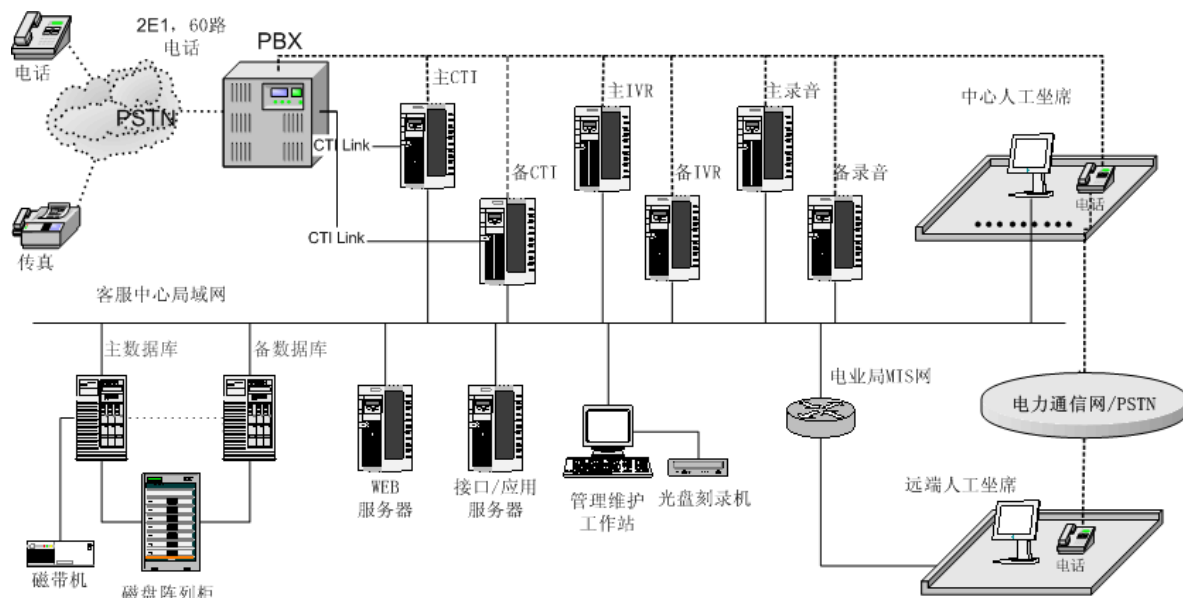 2E1，60路
电话
PBX
电话
PSTN
传真
主CTI
主IVR
主录音
中心人工坐席
CTI Link
备CTI
备IVR
备录音
电话
CTI Link
客服中心局域网
主数据库
备数据库
电业局MIS网
电力通信网/PSTN
WEB
服务器
接口/应用
服务器
管理维护
工作站
光盘刻录机
远端人工坐席
电话
磁带机
磁盘阵列柜